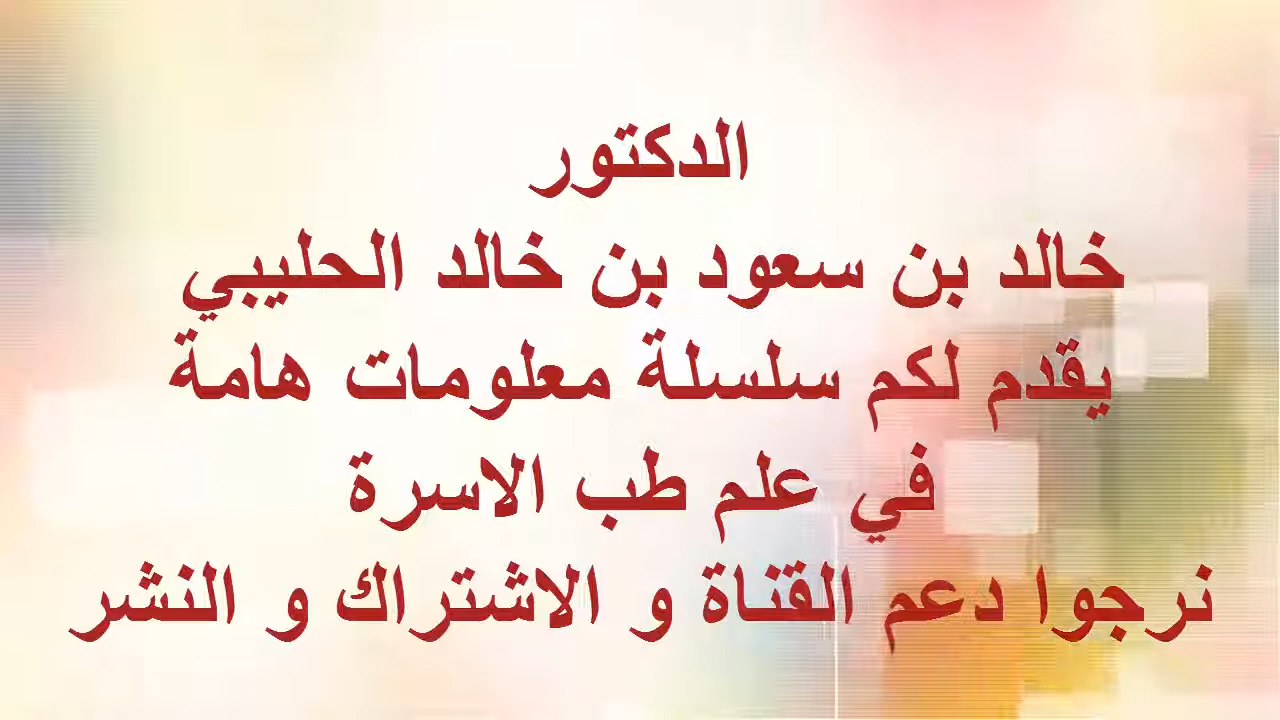 الدكتور
خالد بن سعود بن خالد الحليبي
يقدم لكم سلسلة معلومات هامة
في علم طب الاسرة
نرجوا دعم القناة و الاشتراك و النشر